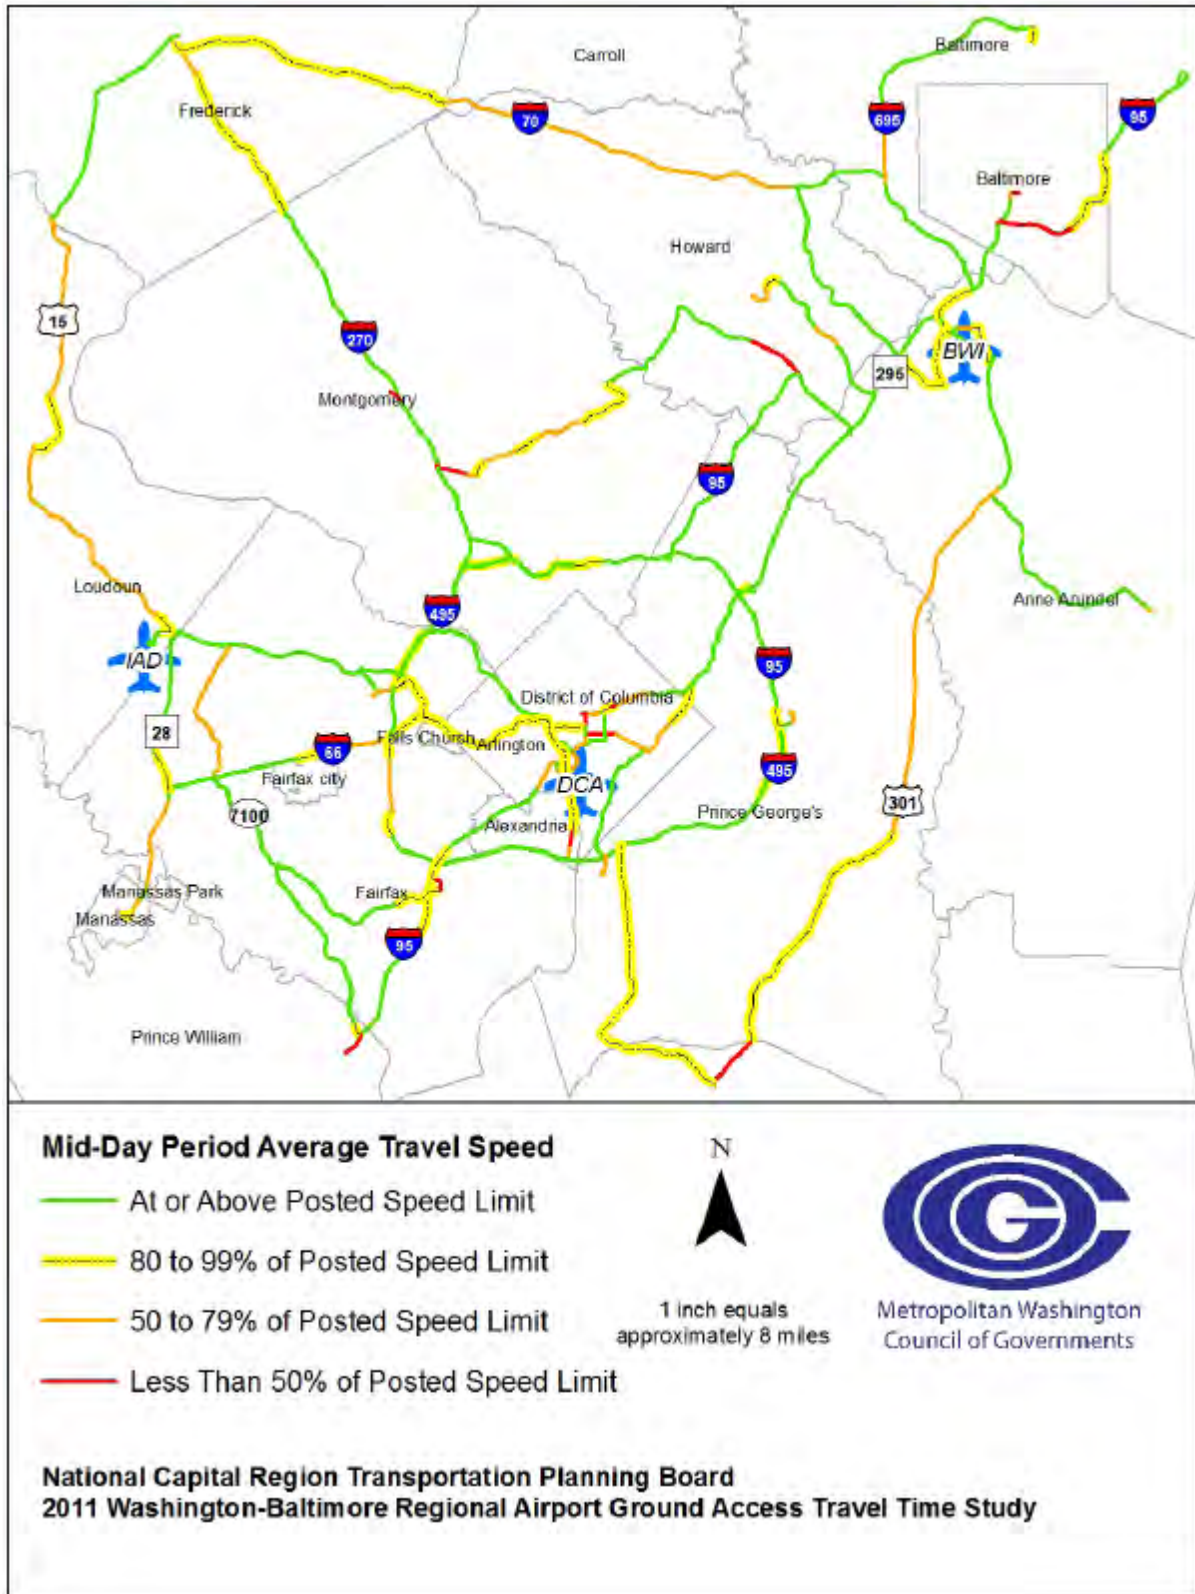 Carroll
Baltimore
Frederick
70
695
95
Baltimore
Howard
15
270
BWI
295
Montgomery
95
Loudoun
495
Anne Arundel
IAD
95
District of Columbia
28
Falls Church
Arlington
66
Fairfax city
DCA
495
301
7100
Alexandria
Prince George's
Manassas Park
Fairfax
Manassas
95
Prince William
Mid-Day Period Average Travel Speed
At or Above Posted Speed Limit
80 to 99% of Posted Speed Limit
50 to 79% of Posted Speed Limit
Less Than 50% of Posted Speed Limit
N
1 inch equals
approximately 8 miles
COG
Metropolitan Washington
Council of Governments
National Capital Region Transportation Planning Board
2011 Washington-Baltimore Regional Airport Ground Access Travel Time Study